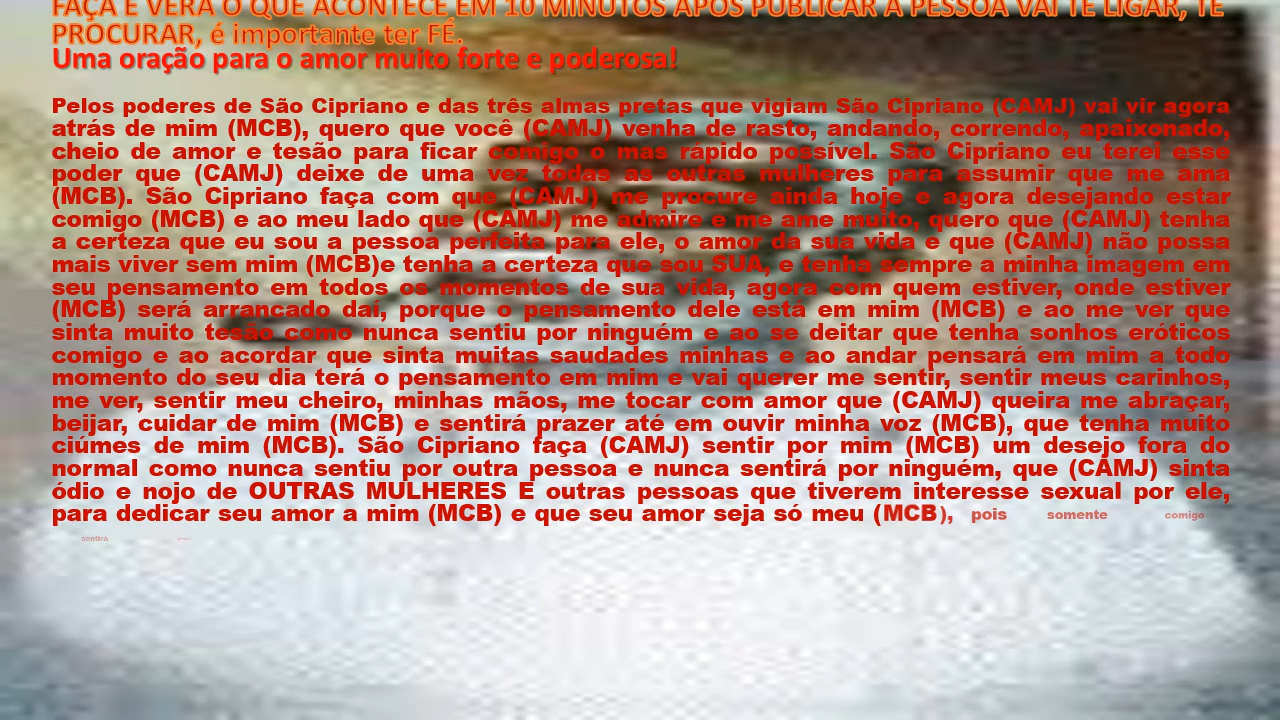 FAÇA E VERÁ O QUE ACONTECE EM 10 MINUTOS APÓS PUBLICAR A PESSOA VAI TE LIGAR, TE
PROCURAR, é importante ter FÉ.
Uma oração para o amor muito forte e poderosa!
Pelos poderes de São Cipriano e das três almas pretas que vigiam São Cipriano (CAMJ) vai vir agora
atrás de mim (MCB), quero que você (CAMJ) venha de rasto, andando, correndo, apaixonado,
cheio de amor e tesão para ficar comigo o mas rápido possível. São Cipriano eu terei esse
poder que (CAMJ) deixe de uma vez todas as outras mulheres para assumir que me ama
(MCB). São Cipriano faça com que (CAMJ) me procure ainda hoje e agora desejando estar
comigo (MCB) e ao meu lado que (CAMJ) me admire e me ame muito, quero que (CAMJ) tenha
a certeza que eu sou a pessoa perfeita para ele, o amor da sua vida e que (CAMJ) não possa
mais viver sem mim (MCB)e tenha a certeza que sou SUA, e tenha sempre a minha imagem em
seu pensamento em todos os momentos de sua vida, agora com quem estiver, onde estiver
(MCB) será arrancado daí, porque o pensamento dele está em mim (MCB) e ao me ver que
sinta muito tesão como nunca sentiu por ninguém e ao se deitar que tenha sonhos eróticos
comigo e ao acordar que sinta muitas saudades minhas e ao andar pensará em mim a todo
momento do seu dia terá o pensamento em mim e vai querer me sentir, sentir meus carinhos,
me ver, sentir meu cheiro, minhas mãos, me tocar com amor que (CAMJ) queira me abraçar,
beijar, cuidar de mim (MCB) e sentirá prazer até em ouvir minha voz (MCB), que tenha muito
ciúmes de mim (MCB). São Cipriano faça (CAMJ) sentir por mim (MCB) um desejo fora do
normal como nunca sentiu por outra pessoa e nunca sentirá por ninguém, que (CAMJ) sinta
ódio e nojo de OUTRAS MULHERES E outras pessoas que tiverem interesse sexual por ele,
para dedicar seu amor a mim (MCB) e que seu amor seja só meu (MCB), pois somente comigo
sentirá